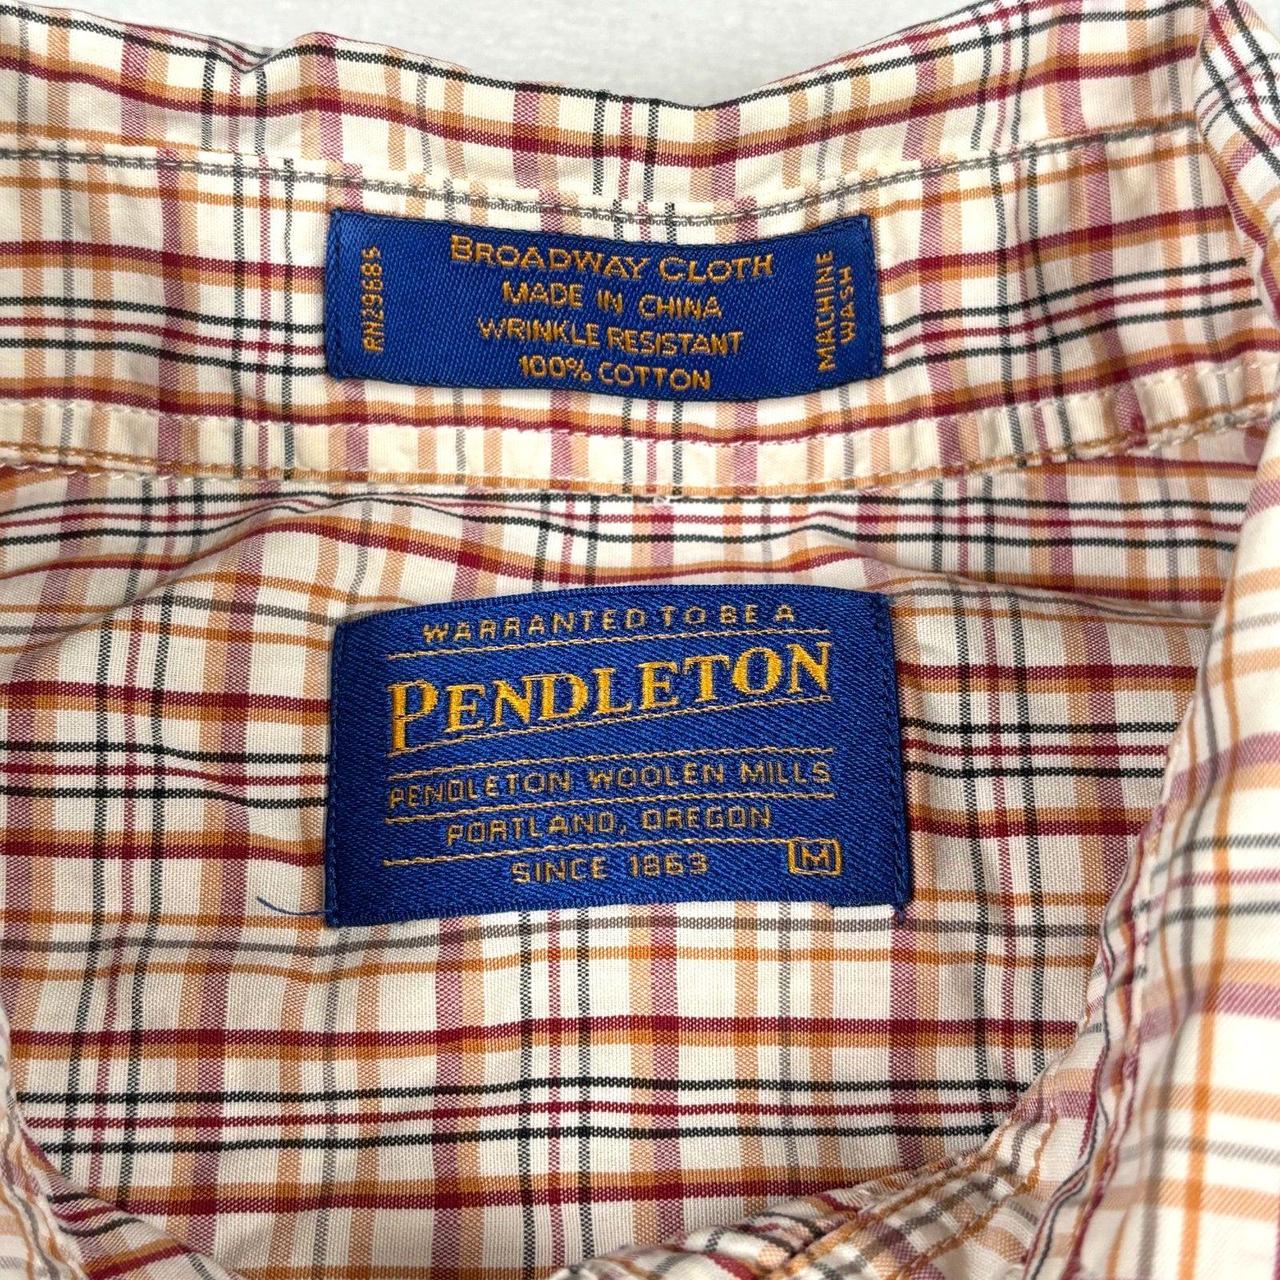 RN29685
BROADWAY CLOTH
MADE IN CHINA
WRINKLE RESISTANT
100% COTTON
MACHINE
WASH
WARRANTED TO BE A
PENDLETON
PENDLETON WOOLEN MILLS
PORTLAND, OREGON
SINCE 1863
M